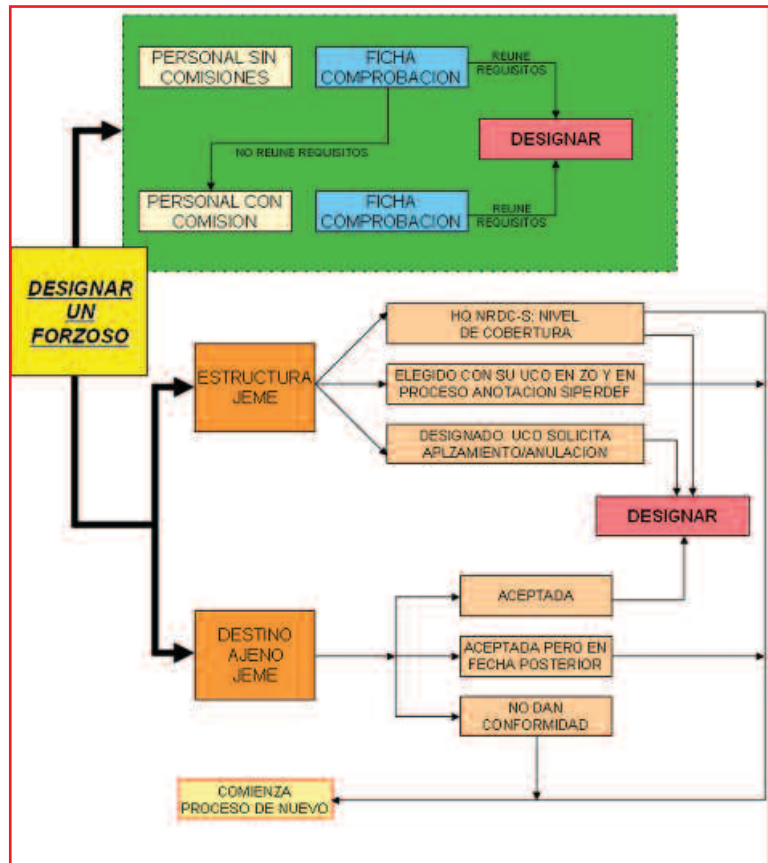 PERSONAL SIN
COMISIONES
FICHA
COMPROBACION
REUNE
REQUISITOS
DESIGNAR
NO REUNE REQUISITOS
PERSONAL CON
COMISION
FICHA
COMPROBACION
REUNE
REQUISITOS
DESIGNAR
UN
FORZOSO
ESTRUCTURA
JEME
HQ NRDC-S: NIVEL
DE COBERTURA
ELEGIDO CON SU UCO EN ZO Y EN
PROCESO ANOTACION SIPERDEF
DESIGNADO. UCO SOLICITA
APLZAMIENTO/ANULACION
DESIGNAR
DESTINO
AJENO
JEME
ACEPTADA
ACEPTADA PERO EN
FECHA POSTERIOR
NO DAN
CONFORMIDAD
COMIENZA
PROCESO DE NUEVO